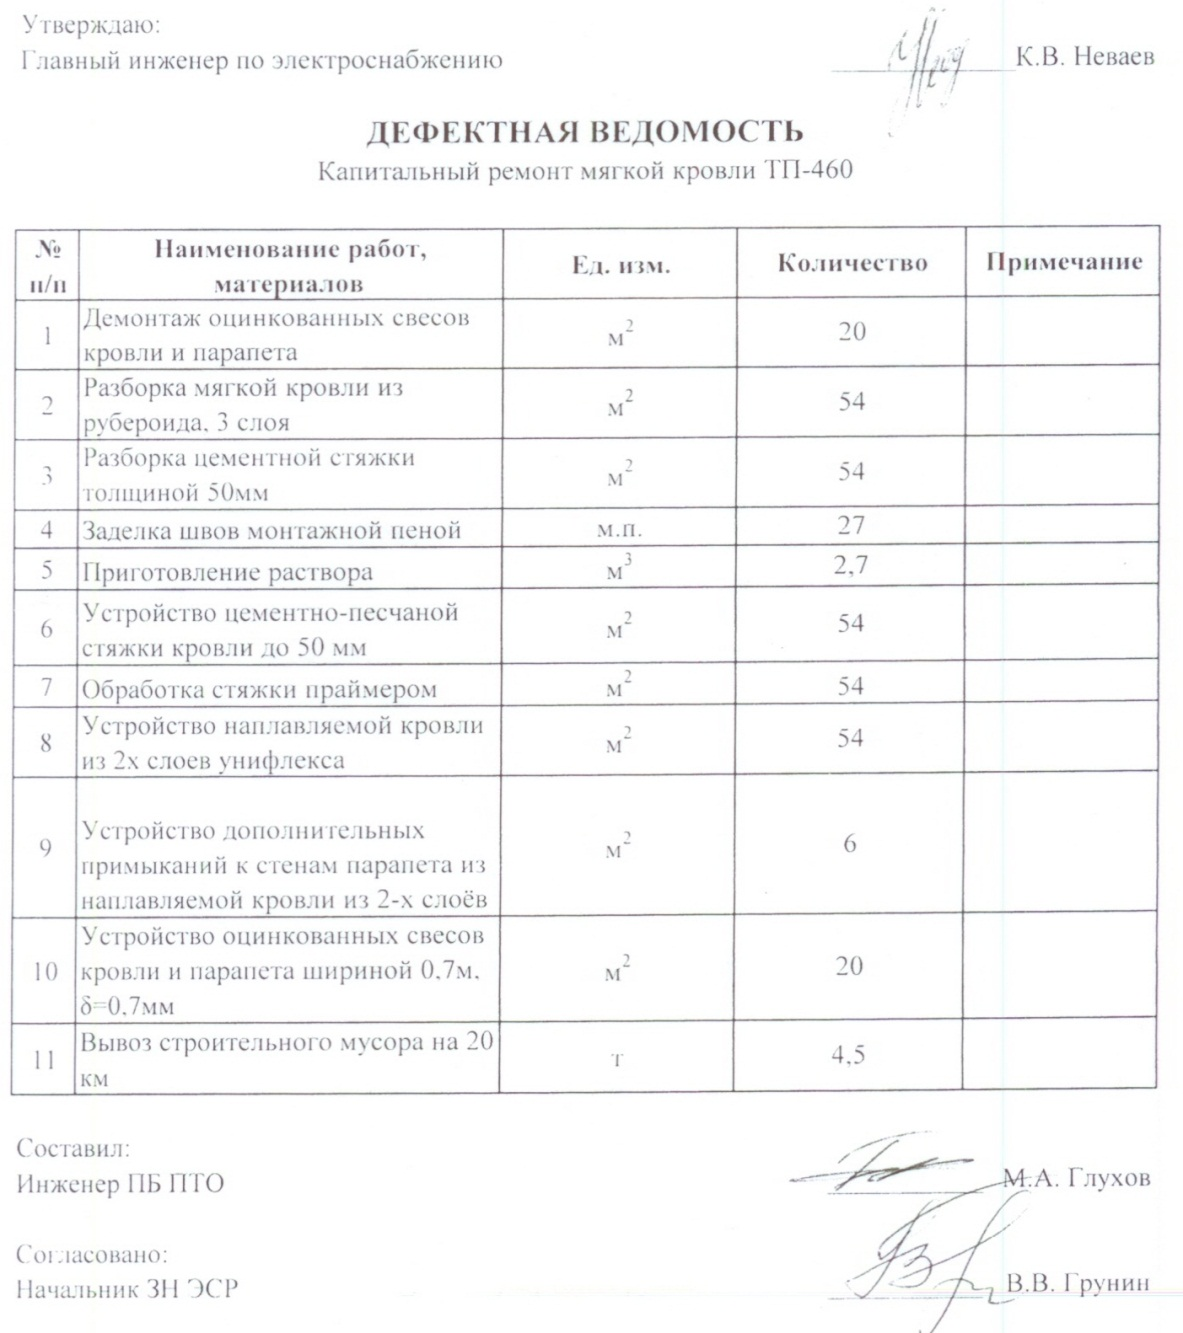 Утверждаю:
Главный инженер по электроснабжению
К.В. Неваев
ДЕФЕКТНАЯ ВЕДОМОСТЬ
Капитальный ремонт мягкой кровли ТП-460
№ п/п
Наименование работ, материалов
Ед. изм.
Количество
Примечание
1
Демонтаж оцинкованных свесов
кровли и парапета
м²
20
2
Разборка мягкой кровли из
рубероида, 3 слоя
м²
54
3
Разборка цементной стяжки
толщиной 50мм
м²
54
4
Заделка швов монтажной пеной
м.п.
27
5
Приготовление раствора
м³
2,7
6
Устройство цементно-песчаной
стяжки кровли до 50 мм
м²
54
7
Обработка стяжки праймером
м²
54
8
Устройство наплавляемой кровли
из 2х слоев унифлекса
м²
54
9
Устройство дополнительных
примыканий к стенам парапета из
наплавляемой кровли из 2-х слоёв
м²
6
10
Устройство оцинкованных свесов
кровли и парапета шириной 0,7м,
δ=0,7мм
м²
20
11
Вывоз строительного мусора на 20
км
т
4,5
Составил:
Инженер ПБ ПТО
М.А. Глухов
Согласовано:
Начальник ЗН ЭСР
В.В. Грунин